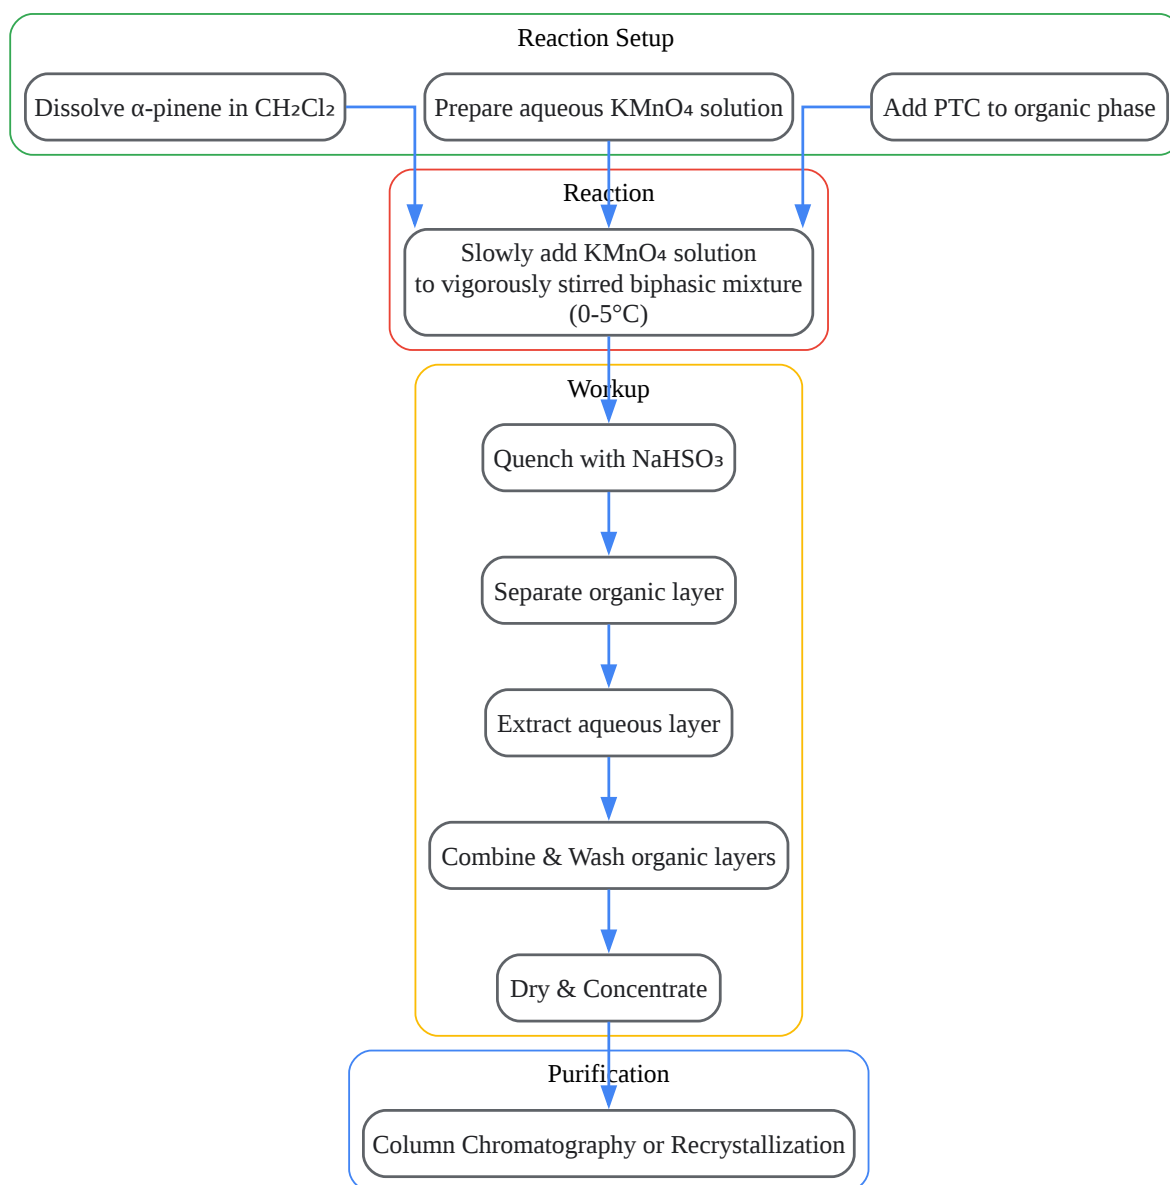 Reaction Setup
Dissolve α-pinene in CH₂Cl₂
Prepare aqueous KMnO₄ solution
Add PTC to organic phase
Reaction
Slowly add KMnO₄ solution
to vigorously stirred biphasic mixture
(0-5°C)
Workup
Quench with NaHSO₃
Separate organic layer
Extract aqueous layer
Combine & Wash organic layers
Dry & Concentrate
Purification
Column Chromatography or Recrystallization